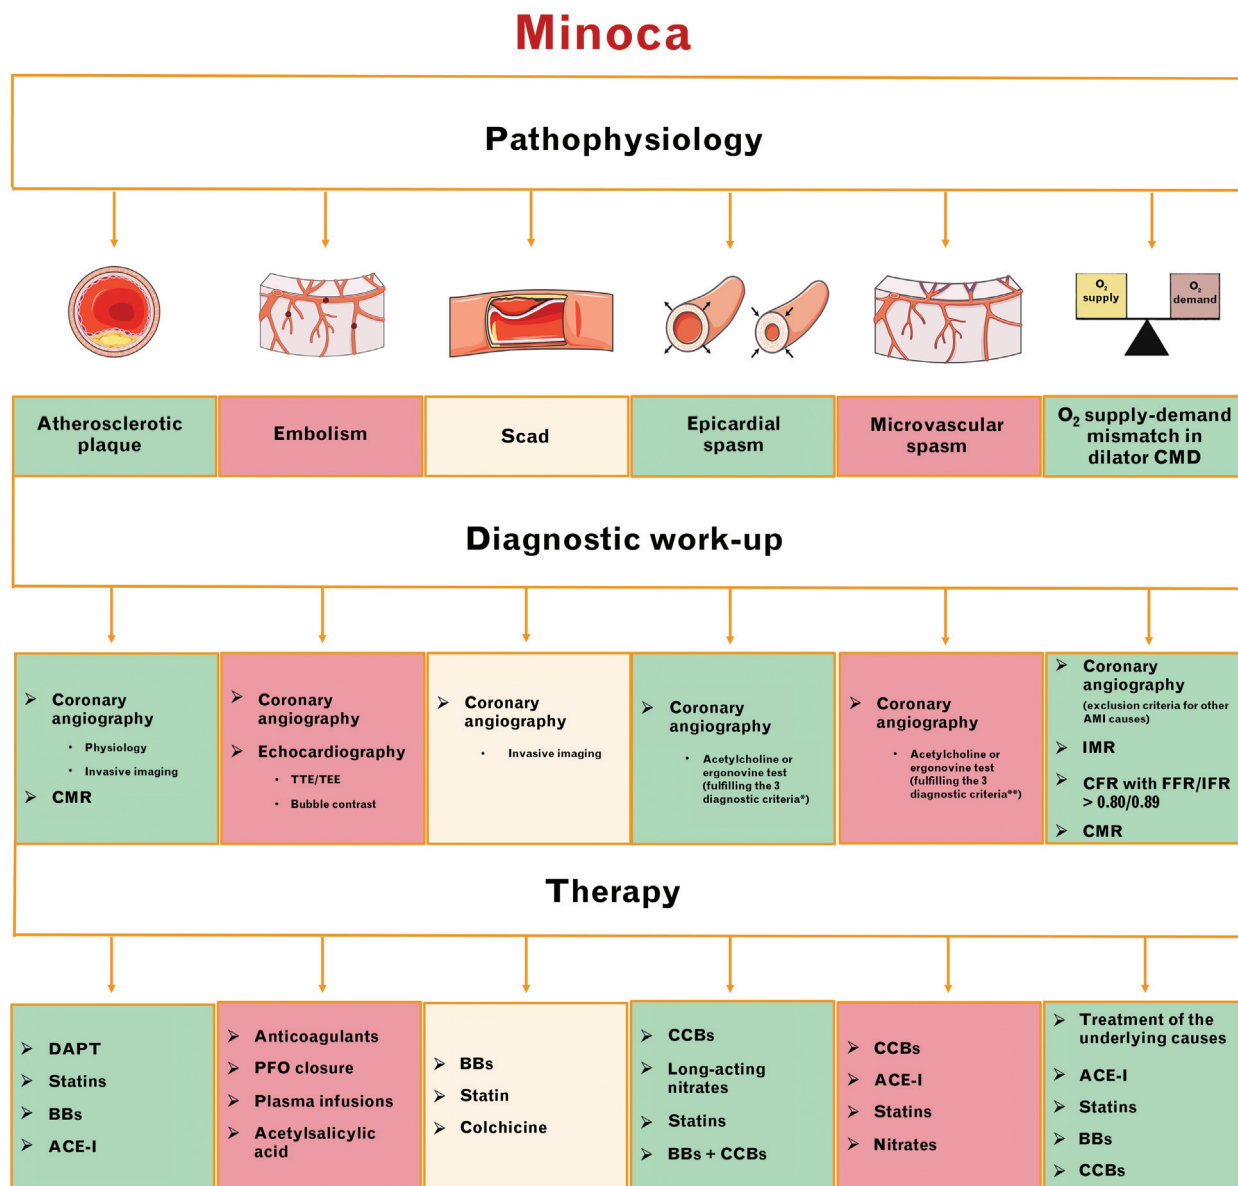 Minoca
Pathophysiology
O2
supply
O2
demand
Atherosclerotic
plaque
Embolism
Scad
Epicardial
spasm
Microvascular
spasm
O2 supply-demand
mismatch in
dilator CMD
Diagnostic work-up
➢ Coronary
angiography
• Physiology
• Invasive imaging
➢ CMR
➢ Coronary
angiography
➢ Echocardiography
• TTE/TEE
• Bubble contrast
➢ Coronary
angiography
• Invasive imaging
➢ Coronary
angiography
• Acetylcholine or
ergonovine test
(fulfilling the 3
diagnostic criteria*)
➢ Coronary
angiography
• Acetylcholine or
ergonovine test
(fulfilling the 3
diagnostic criteria**)
➢ Coronary
angiography
(exclusion criteria for other
AMI causes)
➢ IMR
➢ CFR with FFR/IFR
> 0.80/0.89
➢ CMR
Therapy
➢ DAPT
➢ Statins
➢ BBs
➢ ACE-I
➢ Anticoagulants
➢ PFO closure
➢ Plasma infusions
➢ Acetylsalicylic
acid
➢ BBs
➢ Statin
➢ Colchicine
➢ CCBs
➢ Long-acting
nitrates
➢ Statins
➢ BBs + CCBs
➢ CCBs
➢ ACE-I
➢ Statins
➢ Nitrates
➢ Treatment of the
underlying causes
➢ ACE-I
➢ Statins
➢ BBs
➢ CCBs